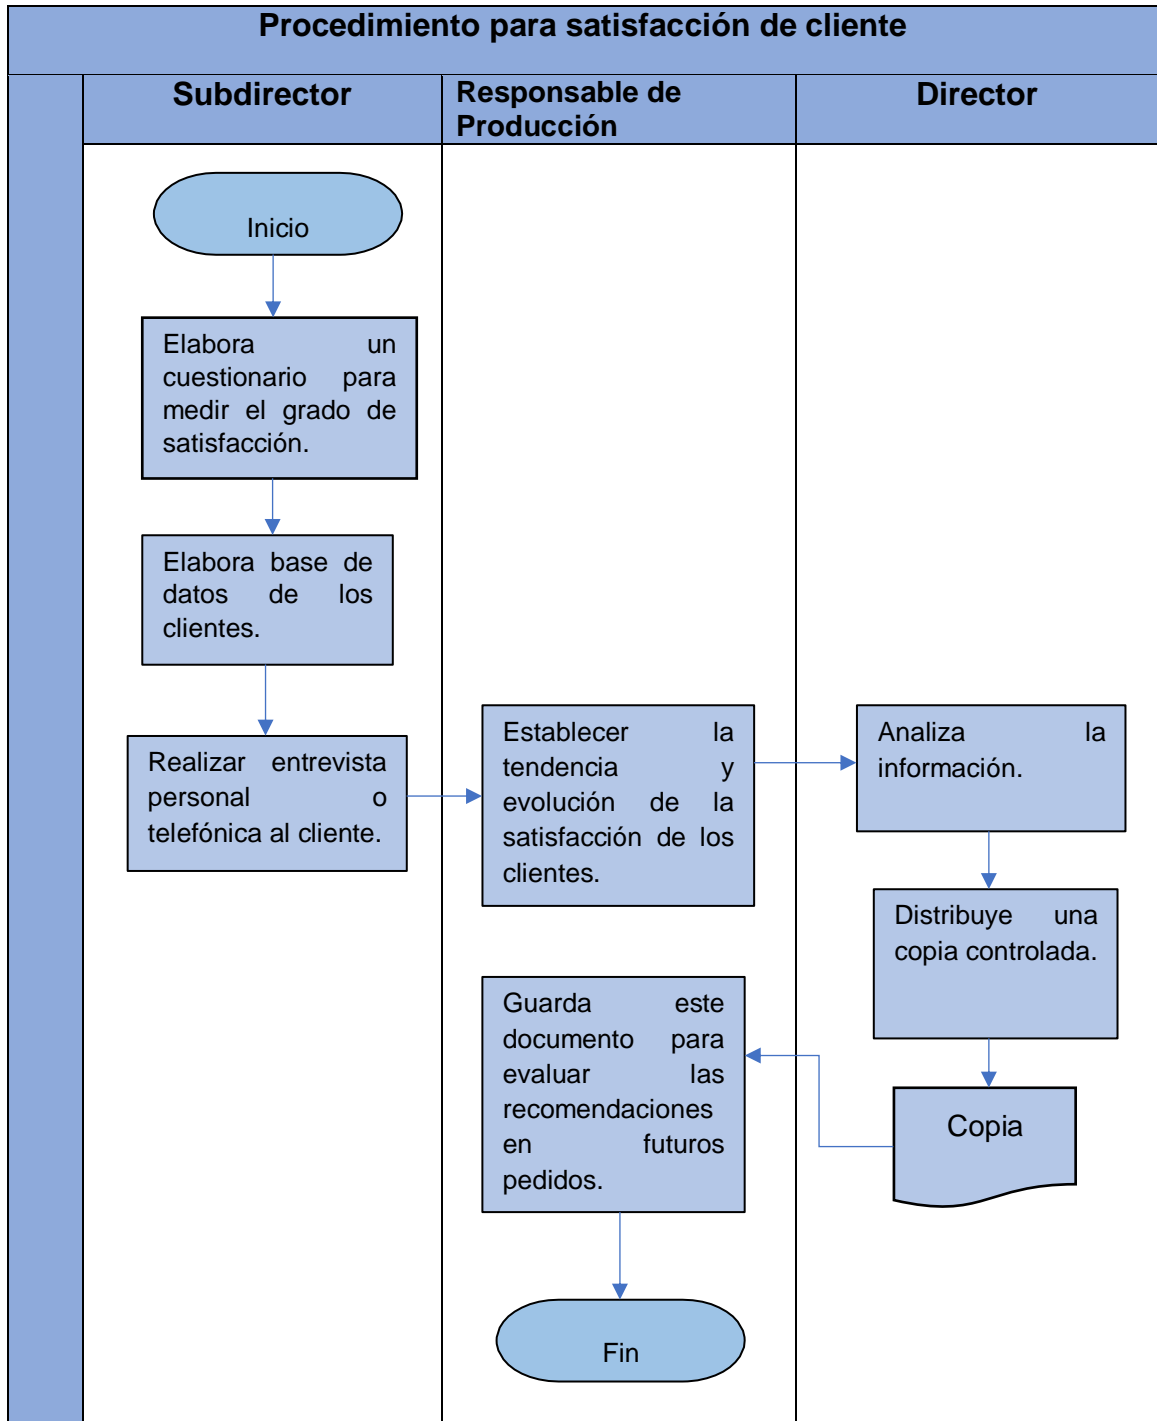 Procedimiento para satisfacción de cliente
Subdirector
Responsable de
Producción
Director
Inicio
Elabora un
cuestionario para
medir el grado de
satisfacción.
Elabora base de
datos de los
clientes.
Realizar entrevista
personal o
telefónica al cliente.
Establecer la
tendencia y
evolución de la
satisfacción de los
clientes.
Analiza la
información.
Distribuye una
copia controlada.
Copia
Guarda este
documento para
evaluar las
recomendaciones
en futuros
pedidos.
Fin